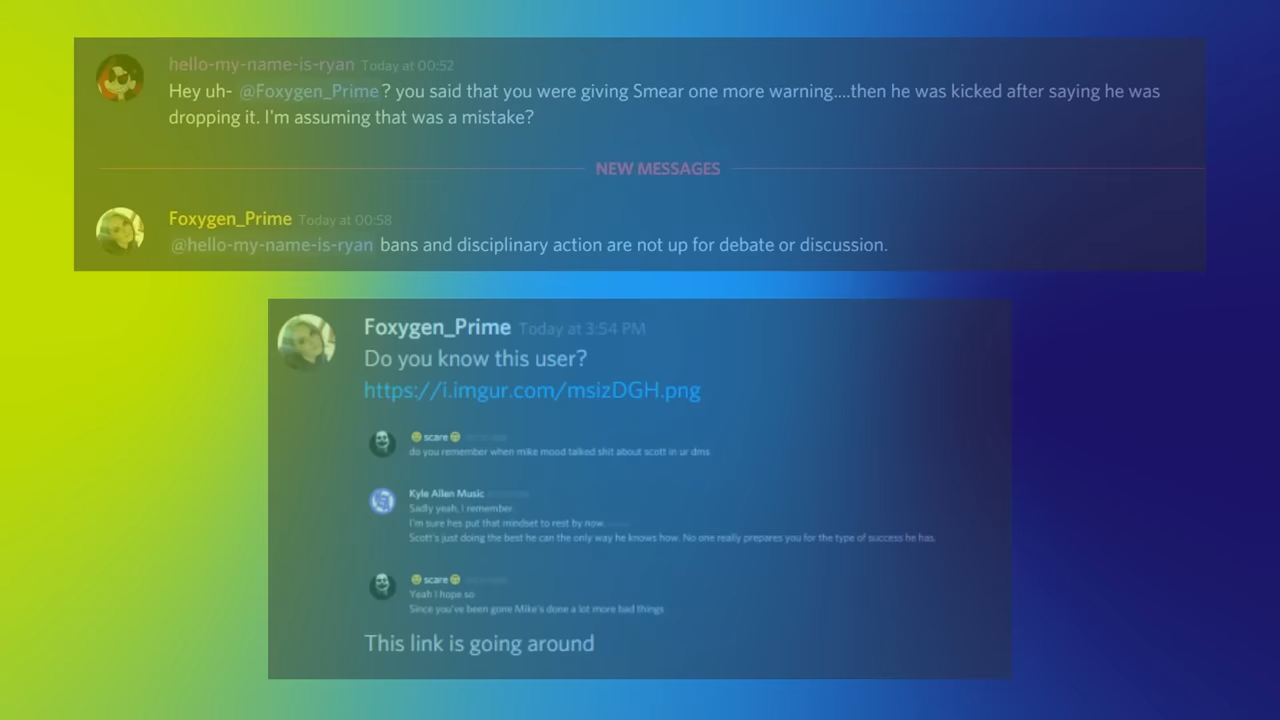 hello-my-name-is-ryan Today at 00:52
Hey uh- @Foxygen_Prime? you said that you were giving Smear one more warning....then he was kicked after saying he was
dropping it. I'm assuming that was a mistake?
NEW MESSAGES
Foxygen_Prime Today at 00:58
@hello-my-name-is-ryan bans and disciplinary action are not up for debate or discussion.
Foxygen_Prime Today at 3:54 PM
Do you know this user?
https://i.imgur.com/msizDGH.png
scare
do you remember when mike mood talked shit about scott in ur dms
Kyle Allen Music
Sadly yeah, I remember.
I'm sure hes put that mindset to rest by now.
Scott's just doing the best he can the only way he knows how. No one really prepares you for the type of success he has.
scare
Yeah I hope so
Since you've been gone Mike's done a lot more bad things
This link is going around